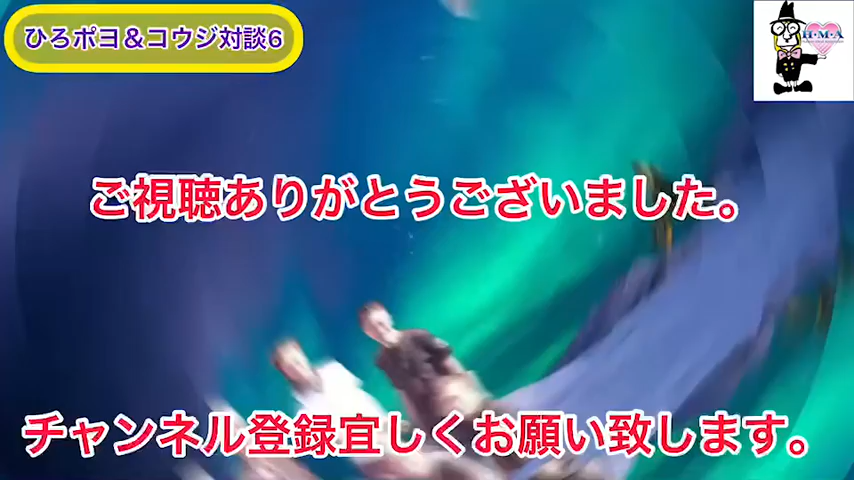 ひろポヨ＆コウジ対談6
H·M·A
ご視聴ありがとうございました。
チャンネル登録宜しくお願い致します。